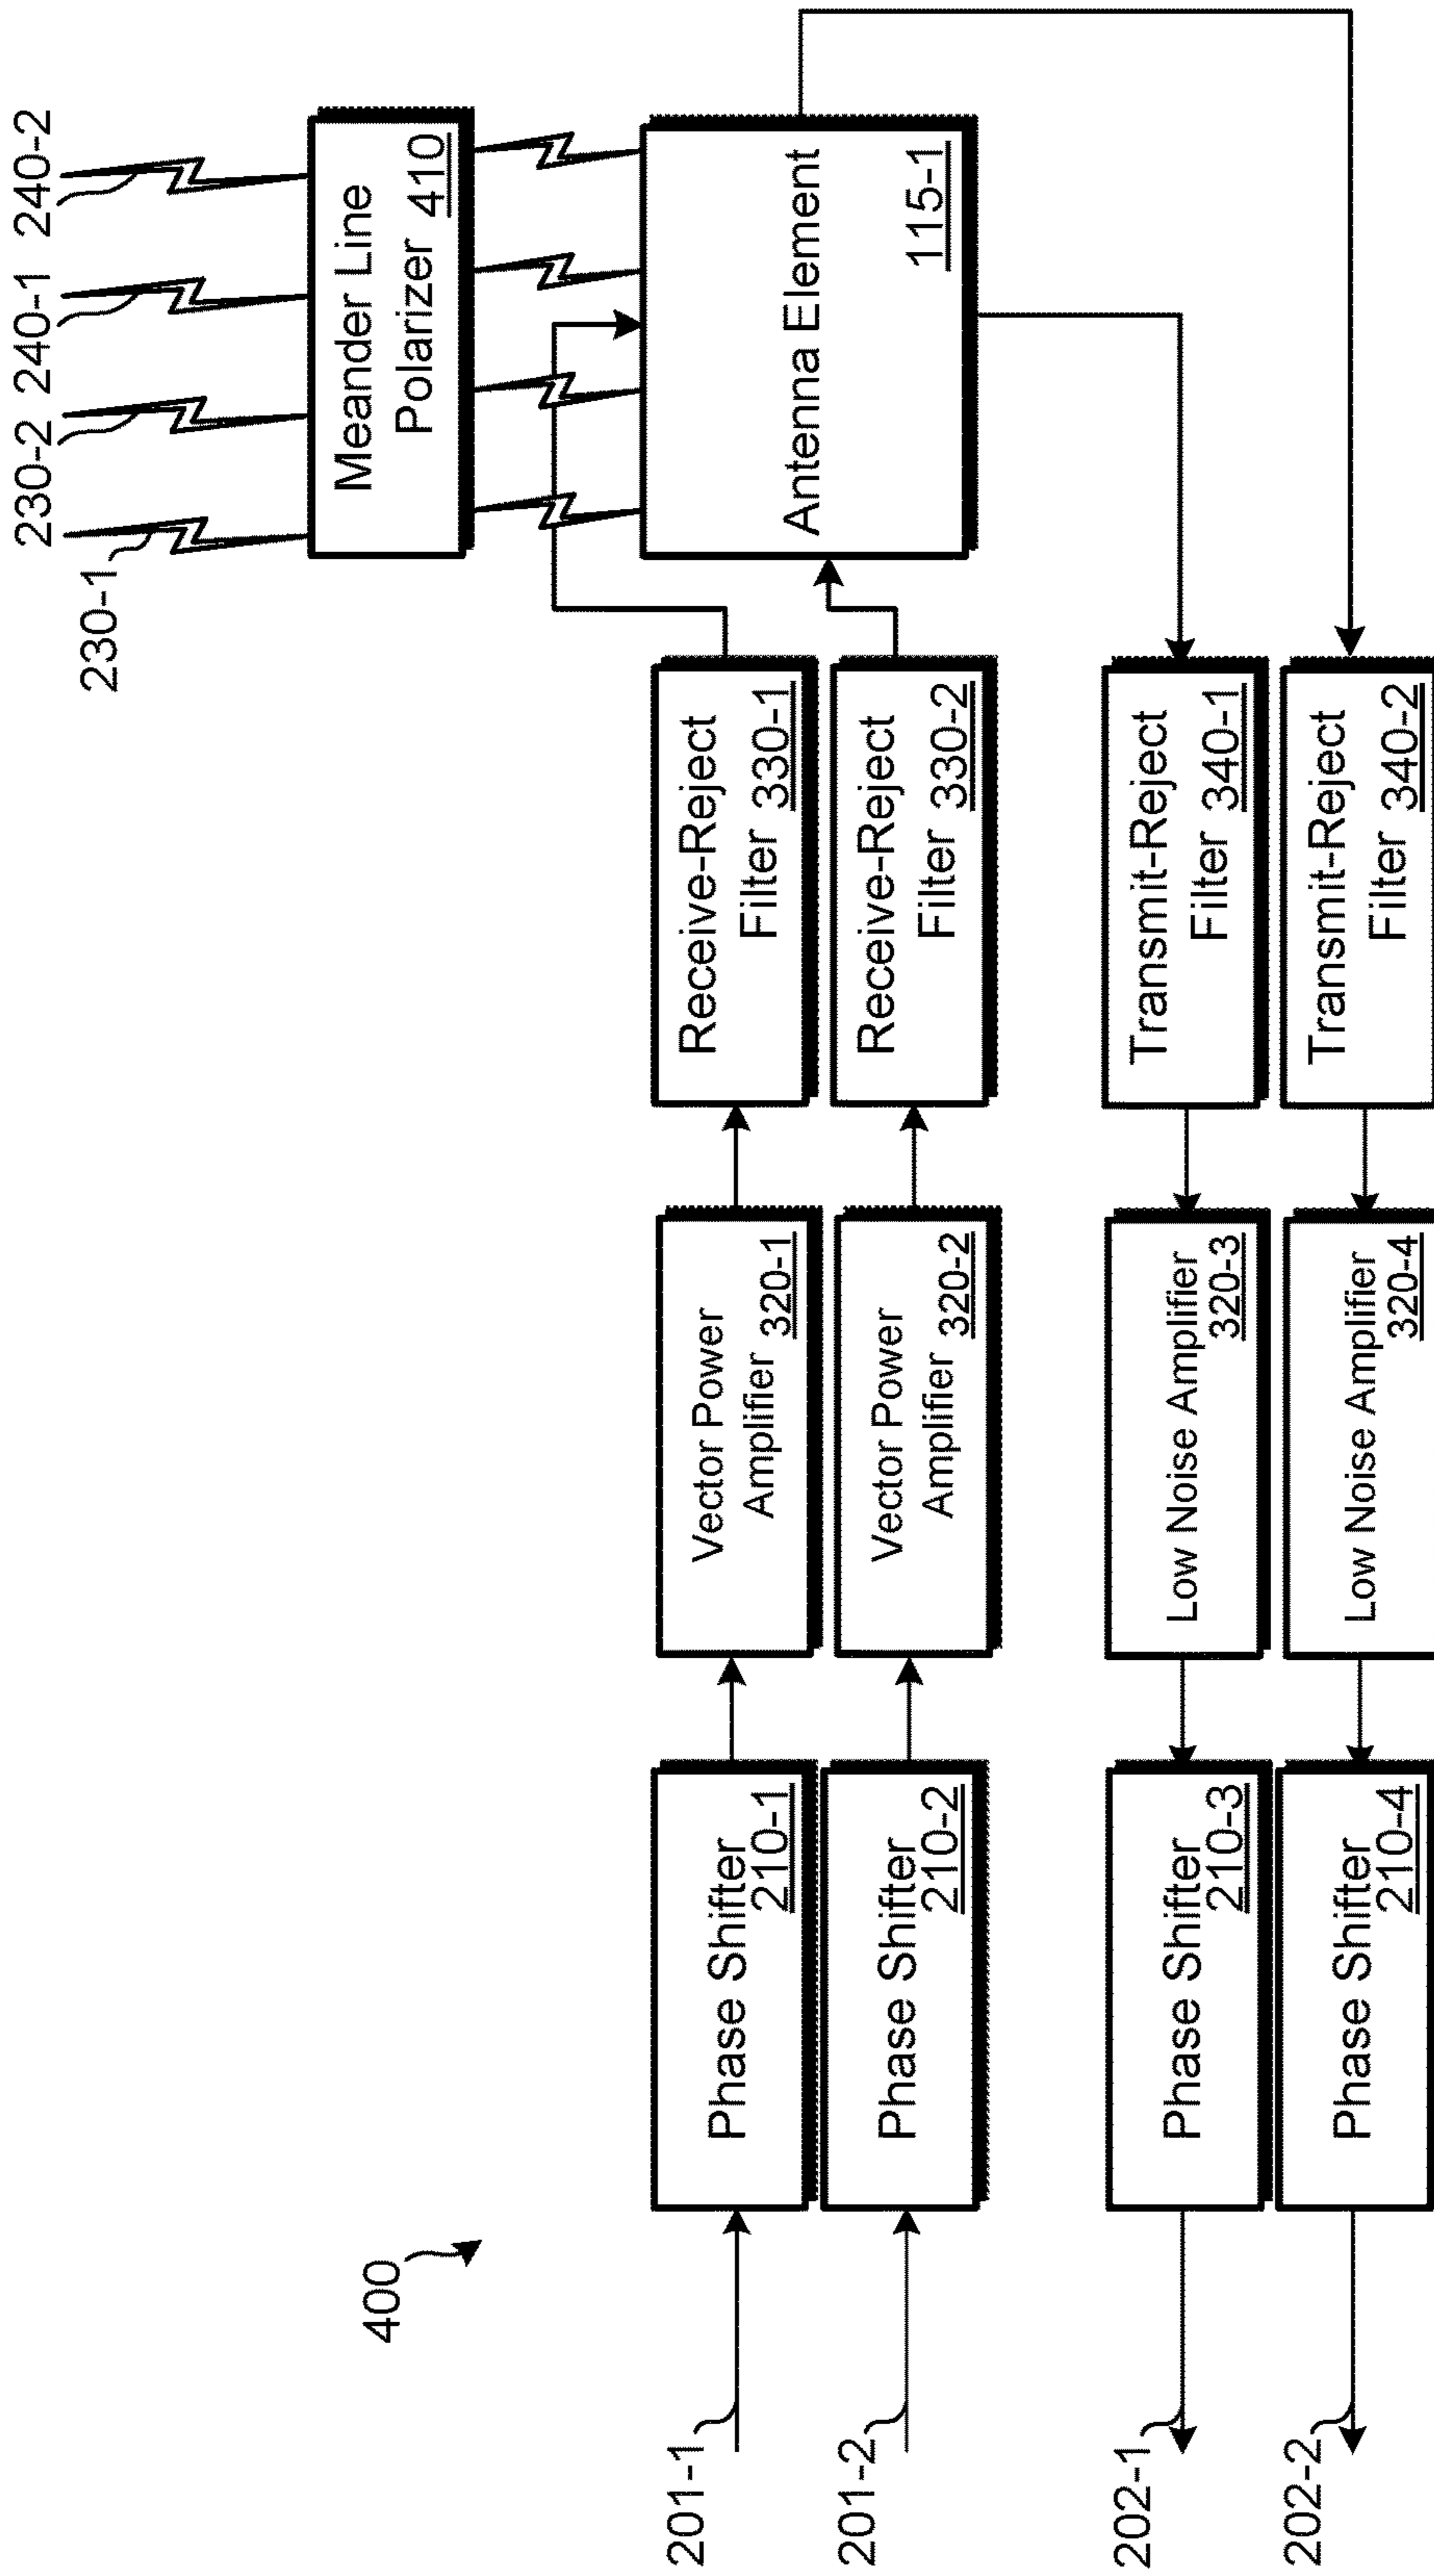 400
201-1
Phase Shifter
210-1
Vector Power
Amplifier 320-1
Receive-Reject
Filter 330-1
201-2
Phase Shifter
210-2
Vector Power
Amplifier 320-2
Receive-Reject
Filter 330-2
202-1
Phase Shifter
210-3
Low Noise Amplifier
320-3
Transmit-Reject
Filter 340-1
202-2
Phase Shifter
210-4
Low Noise Amplifier
320-4
Transmit-Reject
Filter 340-2
230-1
230-2
240-1
240-2
Meander Line
Polarizer 410
Antenna Element
115-1